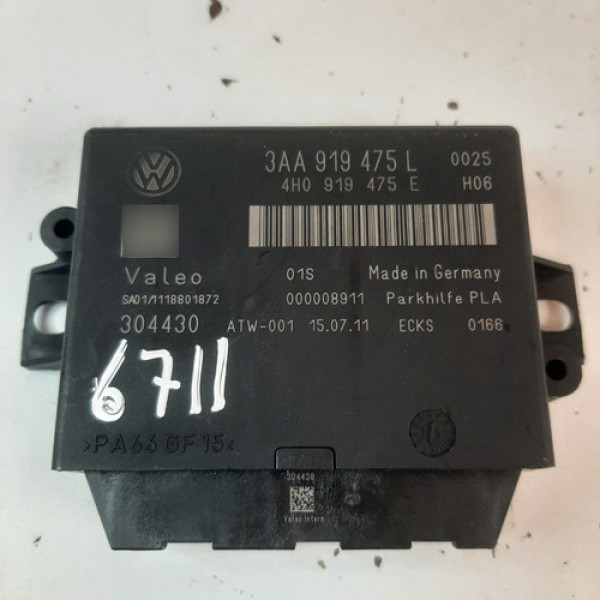 3AA 919 475 L 0025
4H0 919 475 E H06
Valeo 01S Made in Germany
SA01/1118801872 000008911 Parkhilfe PLA
304430 ATW-001 15.07.11 ECKS 0166
6711
>PA66 GF15<
304430
Valeo Intern